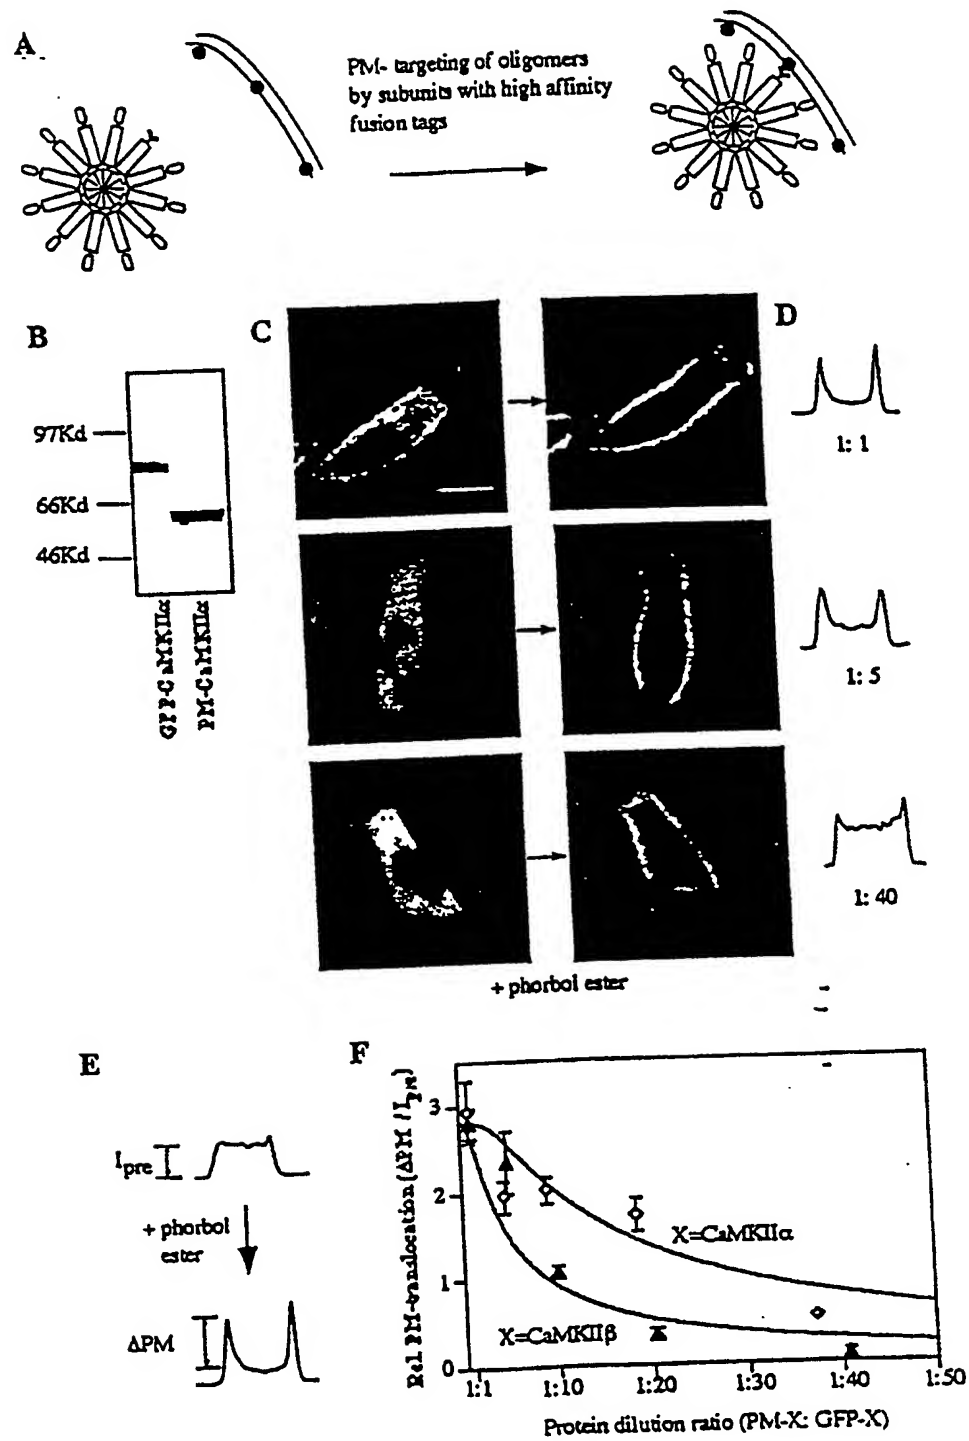 A
PM- targeting of oligomers
by subunits with high affinity
fusion tags
B
97Kd
66Kd
46Kd
GFP-CaMKIIα
PM-CaMKIIα
C
+ phorbol ester
D
1: 1
1: 5
1: 40
E
Ipre
+ phorbol
ester
ΔPM
F
Rel. PM-translocation (ΔPM / Ipre)
3
2
1
0
X=CaMKIIα
X=CaMKIIβ
1:1 1:10 1:20 1:30 1:40 1:50
Protein dilution ratio (PM-X: GFP-X)